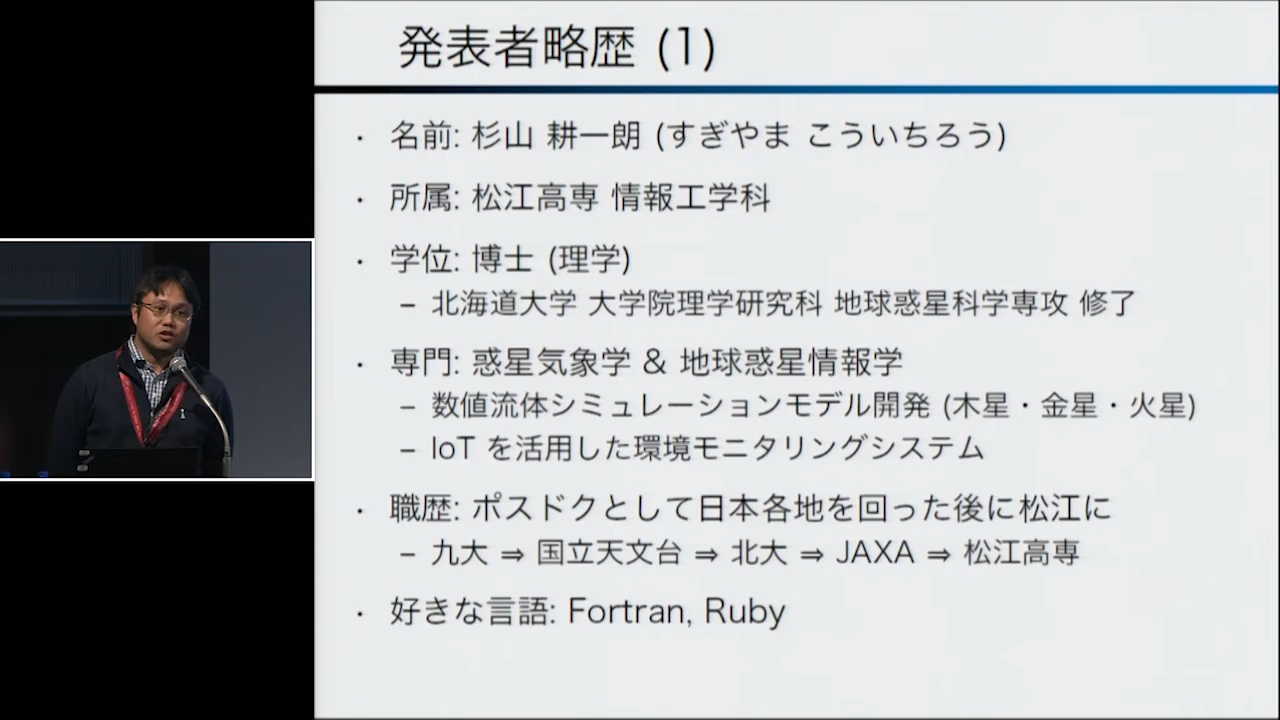 発表者略歴 (1)
・ 名前: 杉山 耕一朗 (すぎやま こういちろう)
・ 所属: 松江高専 情報工学科
・ 学位: 博士 (理学)
– 北海道大学 大学院理学研究科 地球惑星科学専攻 修了
・ 専門: 惑星気象学 & 地球惑星情報学
– 数値流体シミュレーションモデル開発 (木星・金星・火星)
– IoT を活用した環境モニタリングシステム
・ 職歴: ポスドクとして日本各地を回った後に松江に
– 九大 ⇒ 国立天文台 ⇒ 北大 ⇒ JAXA ⇒ 松江高専
・ 好きな言語: Fortran, Ruby